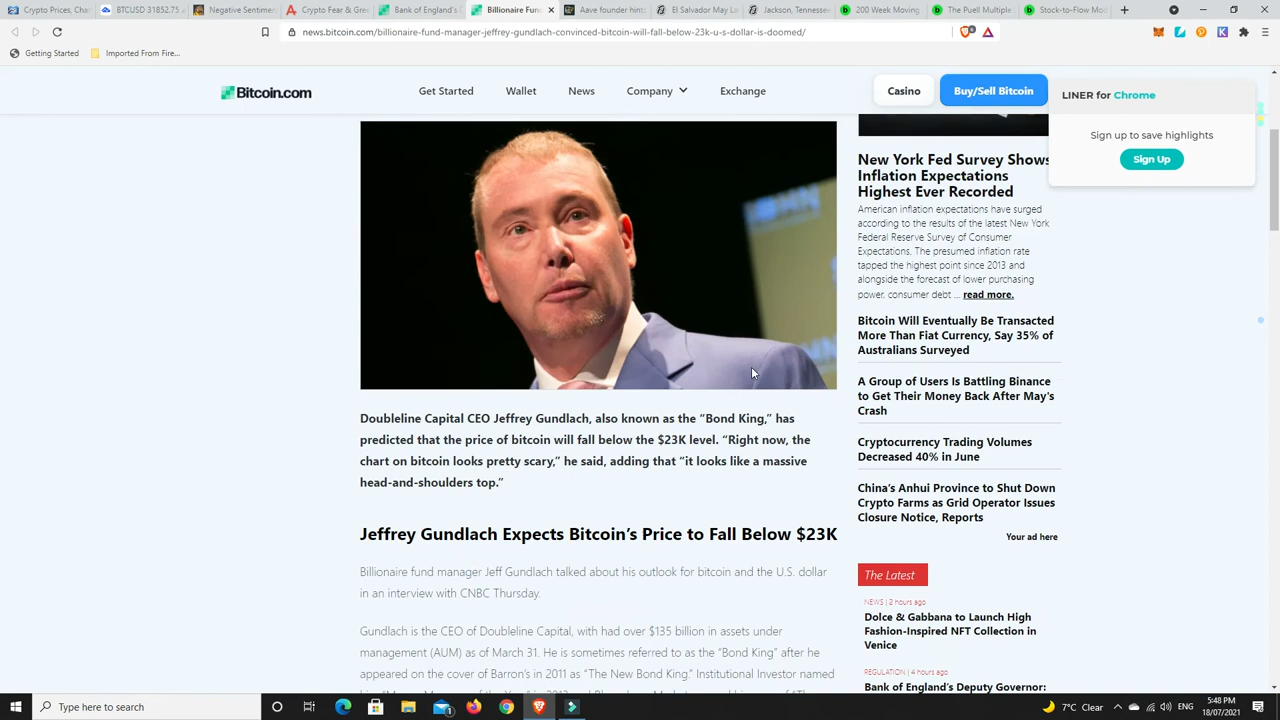 Crypto Prices, Char
BTCUSD 31852.75
Negative Sentimen
Crypto Fear & Gre
Bank of England's
Billionaire Fun
Aave founder hints
El Salvador May La
Jackson, Tennesse
200 Week Moving
The Puell Multiple
Stock-to-Flow Mod
news.bitcoin.com/billionaire-fund-manager-jeffrey-gundlach-convinced-bitcoin-will-fall-below-23k-u-s-dollar-is-doomed/
Getting Started
Imported From Fire...
Bitcoin.com
Get Started
Wallet
News
Company
Exchange
Casino
Buy/Sell Bitcoin
LINER for Chrome
Sign up to save highlights
Sign Up
Doubleline Capital CEO Jeffrey Gundlach, also known as the “Bond King,” has
predicted that the price of bitcoin will fall below the $23K level. “Right now, the
chart on bitcoin looks pretty scary,” he said, adding that “it looks like a massive
head-and-shoulders top.”
Jeffrey Gundlach Expects Bitcoin’s Price to Fall Below $23K
Billionaire fund manager Jeff Gundlach talked about his outlook for bitcoin and the U.S. dollar
in an interview with CNBC Thursday.
Gundlach is the CEO of Doubleline Capital, with had over $135 billion in assets under
management (AUM) as of March 31. He is sometimes referred to as the “Bond King” after he
appeared on the cover of Barron’s in 2011 as “The New Bond King.” Institutional Investor named
New York Fed Survey Shows
Inflation Expectations
Highest Ever Recorded
American inflation expectations have surged
according to the results of the latest New York
Federal Reserve Survey of Consumer
Expectations. The presumed inflation rate
tapped the highest point since 2013 and
alongside the forecast of lower purchasing
power, consumer debt ... read more.
Bitcoin Will Eventually Be Transacted
More Than Fiat Currency, Say 35% of
Australians Surveyed
A Group of Users Is Battling Binance
to Get Their Money Back After May's
Crash
Cryptocurrency Trading Volumes
Decreased 40% in June
China’s Anhui Province to Shut Down
Crypto Farms as Grid Operator Issues
Closure Notice, Reports
Your ad here
The Latest
NEWS | 2 hours ago
Dolce & Gabbana to Launch High
Fashion-Inspired NFT Collection in
Venice
REGULATION | 4 hours ago
Bank of England’s Deputy Governor:
Type here to search
7°C Clear
ENG
5:48 PM
18/07/2021